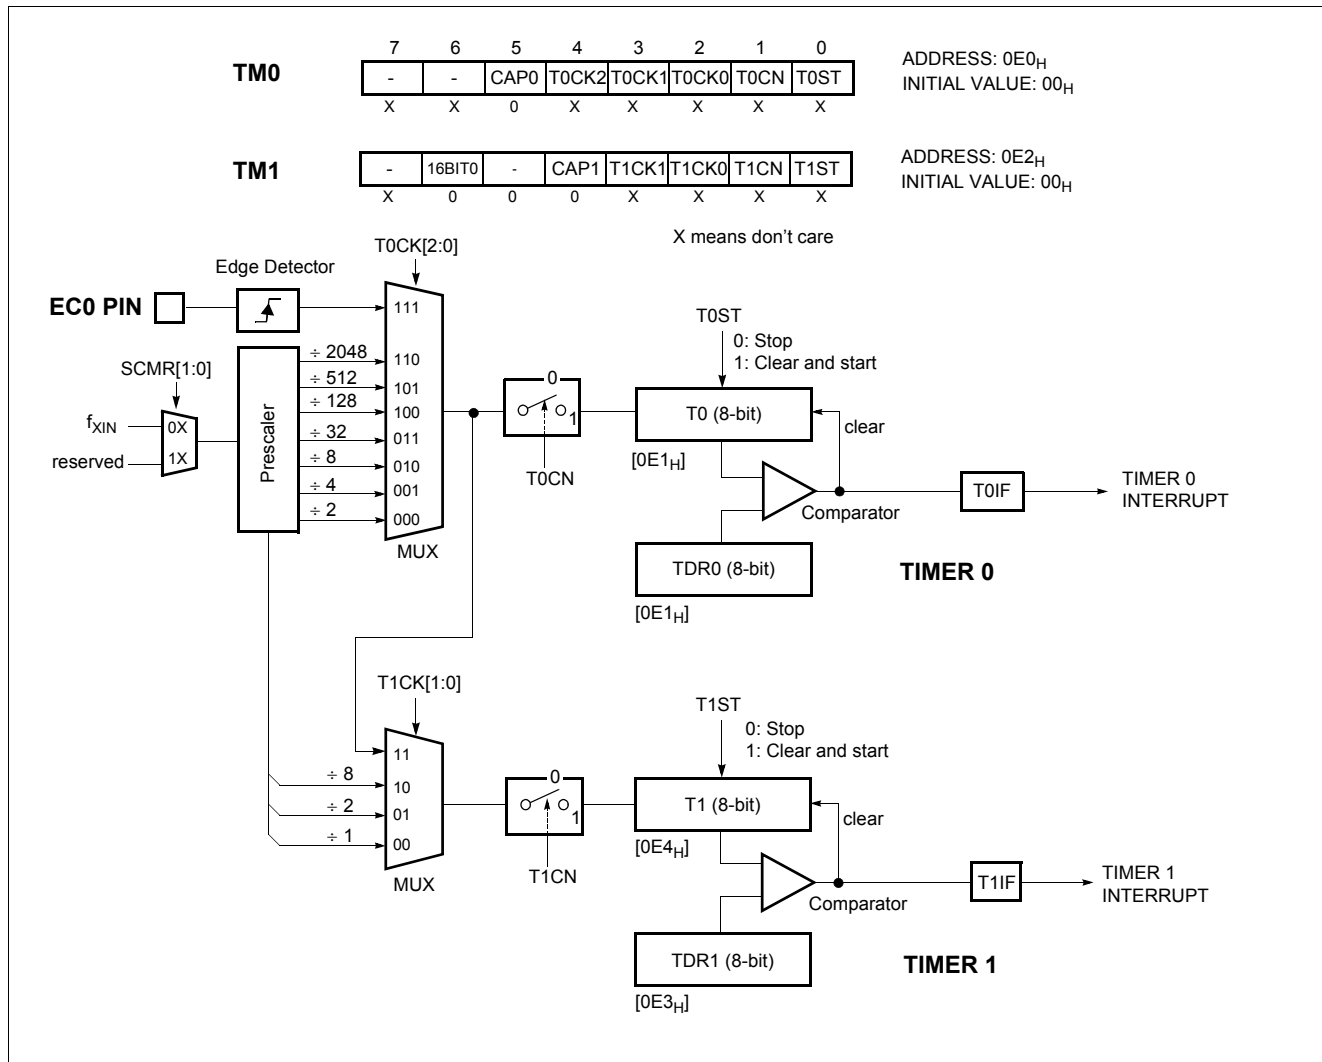 7 6 5 4 3 2 1 0
TM0 - - CAP0 T0CK2 T0CK1 T0CK0 T0CN T0ST ADDRESS: 0E0H
INITIAL VALUE: 00H
X X 0 X X X X X
TM1 - 16BIT0 - CAP1 T1CK1 T1CK0 T1CN T1ST ADDRESS: 0E2H
INITIAL VALUE: 00H
X 0 0 0 X X X X
X means don't care
T0CK[2:0]
Edge Detector
EC0 PIN
111
T0ST
0: Stop
1: Clear and start
SCMR[1:0]
fXIN
reserved
0X
1X
Prescaler
÷ 2048 110
÷ 512 101
÷ 128 100
÷ 32 011
÷ 8 010
÷ 4 001
÷ 2 000
MUX
0
1
T0CN
T0 (8-bit)
[0E1H]
clear
Comparator
T0IF
TIMER 0
INTERRUPT
TDR0 (8-bit)
[0E1H]
TIMER 0
T1CK[1:0]
11
÷ 8 10
÷ 2 01
÷ 1 00
MUX
0
1
T1CN
T1ST
0: Stop
1: Clear and start
T1 (8-bit)
[0E4H]
clear
Comparator
T1IF
TIMER 1
INTERRUPT
TDR1 (8-bit)
[0E3H]
TIMER 1